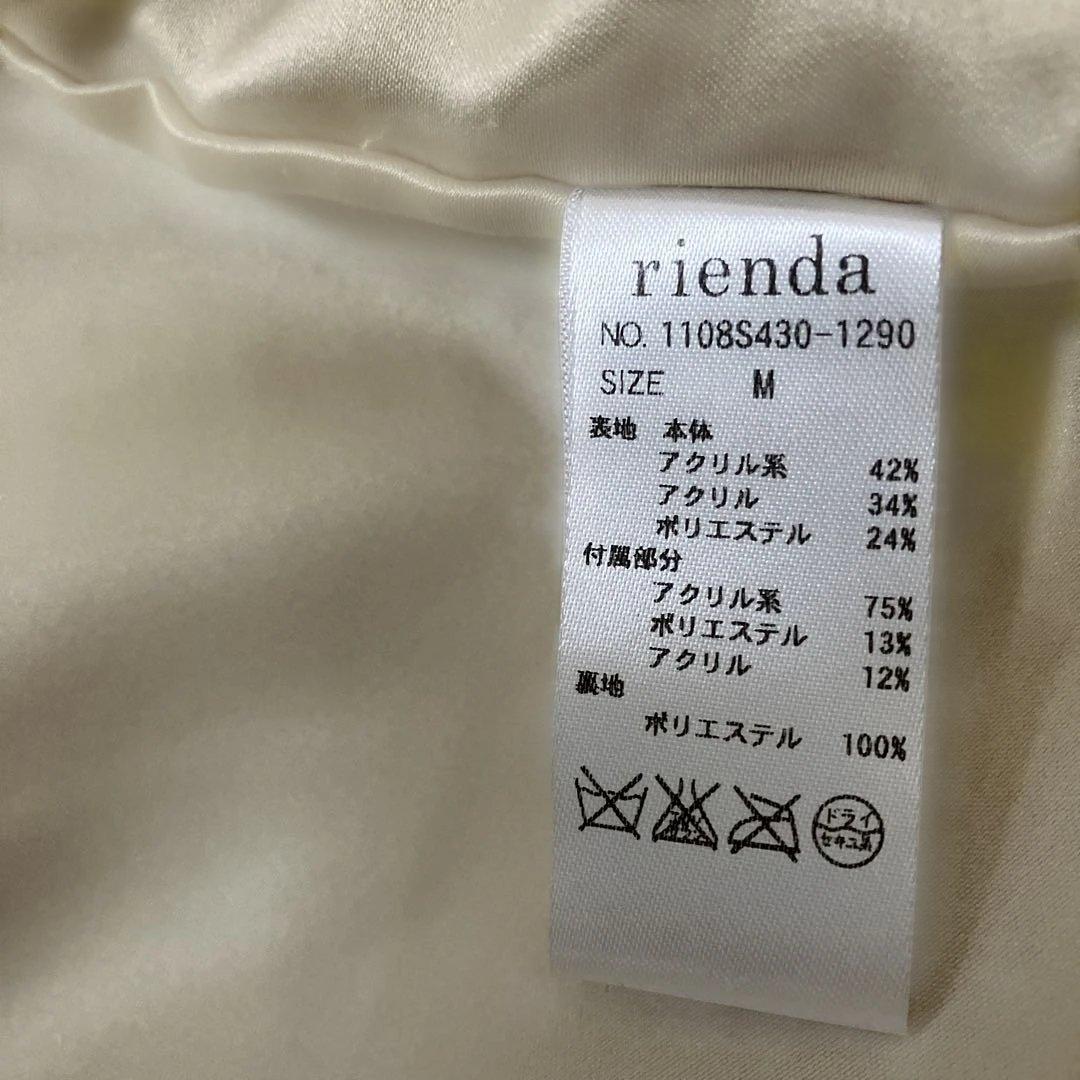 rienda
NO. 1108S430-1290
SIZE M
表地 本体
アクリル系 42%
アクリル 34%
ポリエステル 24%
付属部分
アクリル系 75%
ポリエステル 13%
アクリル 12%
裏地
ポリエステル 100%
ドライ
セキユ系